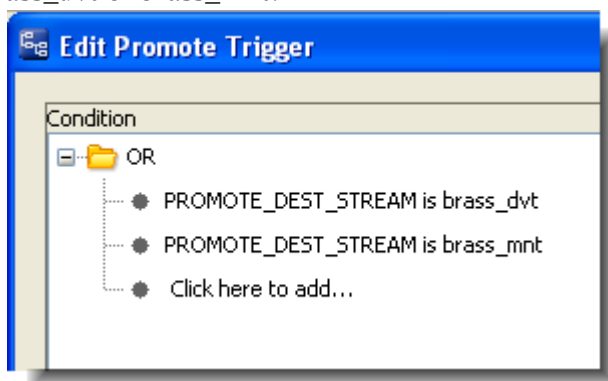 Edit Promote Trigger
Condition
OR
PROMOTE_DEST_STREAM is brass_dvt
PROMOTE_DEST_STREAM is brass_mnt
Click here to add...